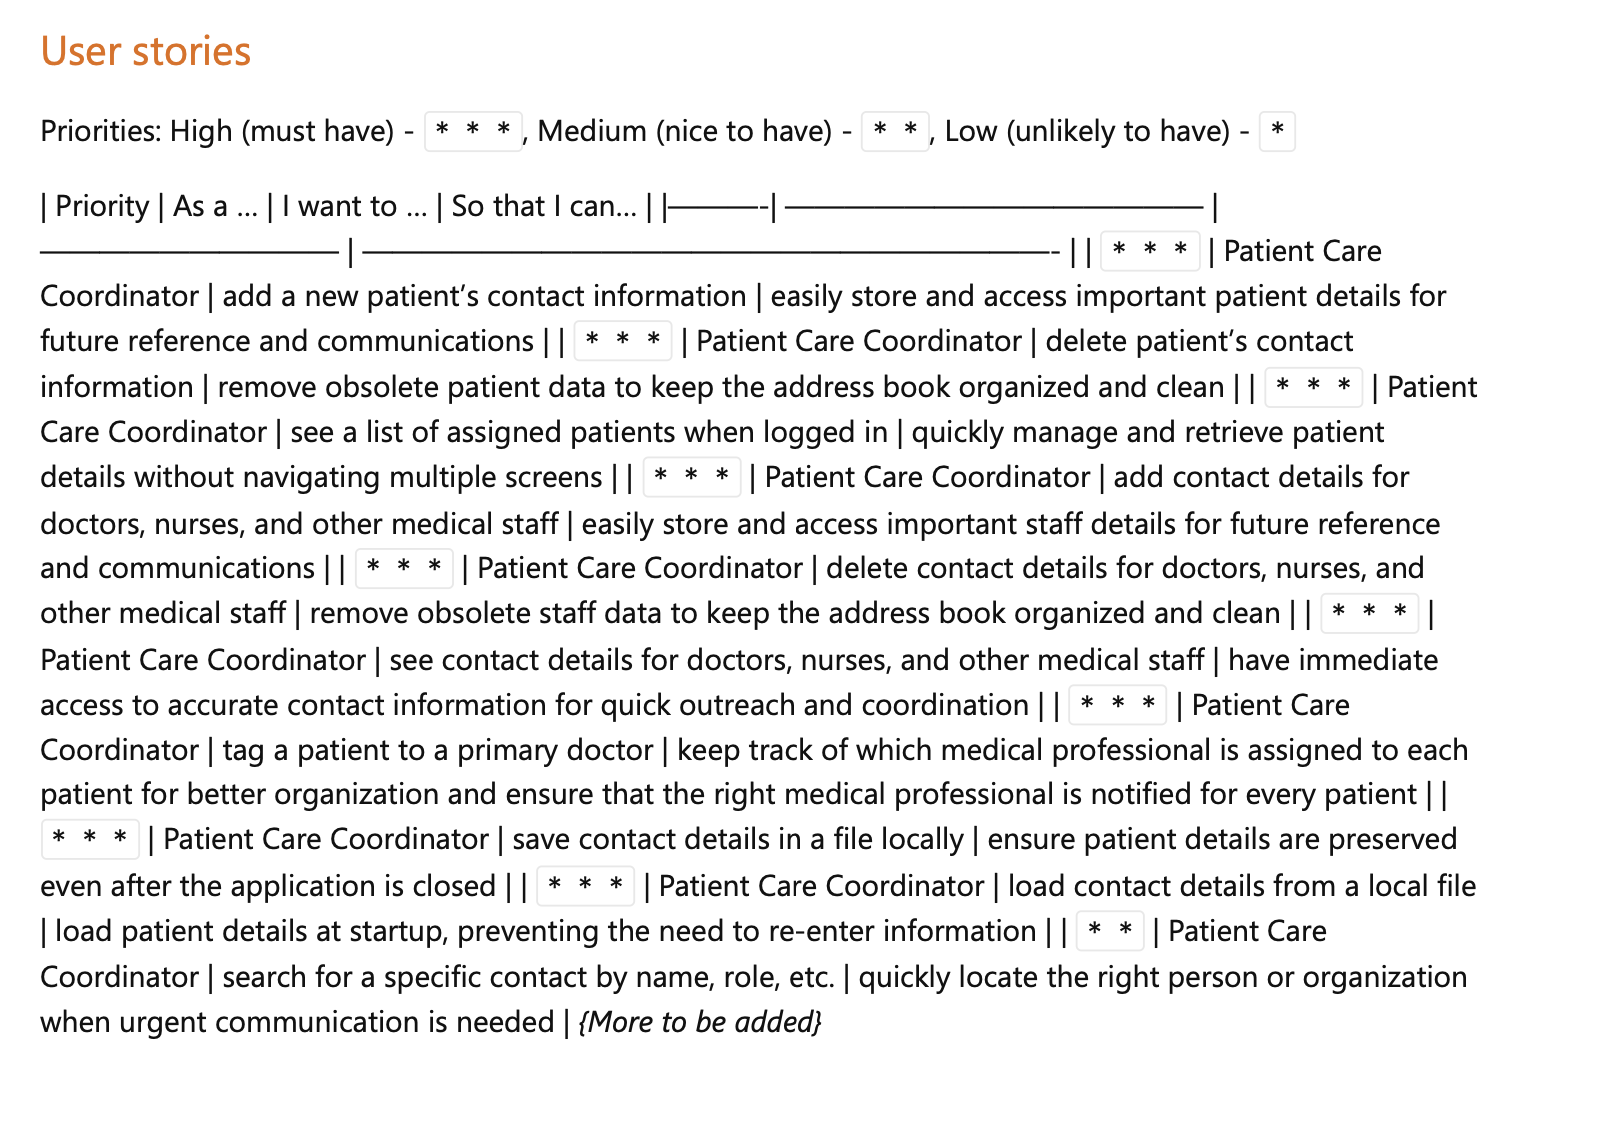 User stories
Priorities: High (must have) - * * *, Medium (nice to have) - * *, Low (unlikely to have) - *
| Priority | As a … | I want to … | So that I can… | |———-| —————————————— |
—————————————— | ———————————————————————- | | * * * | Patient Care
Coordinator | add a new patient’s contact information | easily store and access important patient details for
future reference and communications | | * * * | Patient Care Coordinator | delete patient’s contact
information | remove obsolete patient data to keep the address book organized and clean | | * * * | Patient
Care Coordinator | see a list of assigned patients when logged in | quickly manage and retrieve patient
details without navigating multiple screens | | * * * | Patient Care Coordinator | add contact details for
doctors, nurses, and other medical staff | easily store and access important staff details for future reference
and communications | | * * * | Patient Care Coordinator | delete contact details for doctors, nurses, and
other medical staff | remove obsolete staff data to keep the address book organized and clean | | * * * |
Patient Care Coordinator | see contact details for doctors, nurses, and other medical staff | have immediate
access to accurate contact information for quick outreach and coordination | | * * * | Patient Care
Coordinator | tag a patient to a primary doctor | keep track of which medical professional is assigned to each
patient for better organization and ensure that the right medical professional is notified for every patient | |
* * * | Patient Care Coordinator | save contact details in a file locally | ensure patient details are preserved
even after the application is closed | | * * * | Patient Care Coordinator | load contact details from a local file
| load patient details at startup, preventing the need to re-enter information | | * * | Patient Care
Coordinator | search for a specific contact by name, role, etc. | quickly locate the right person or organization
when urgent communication is needed | {More to be added}